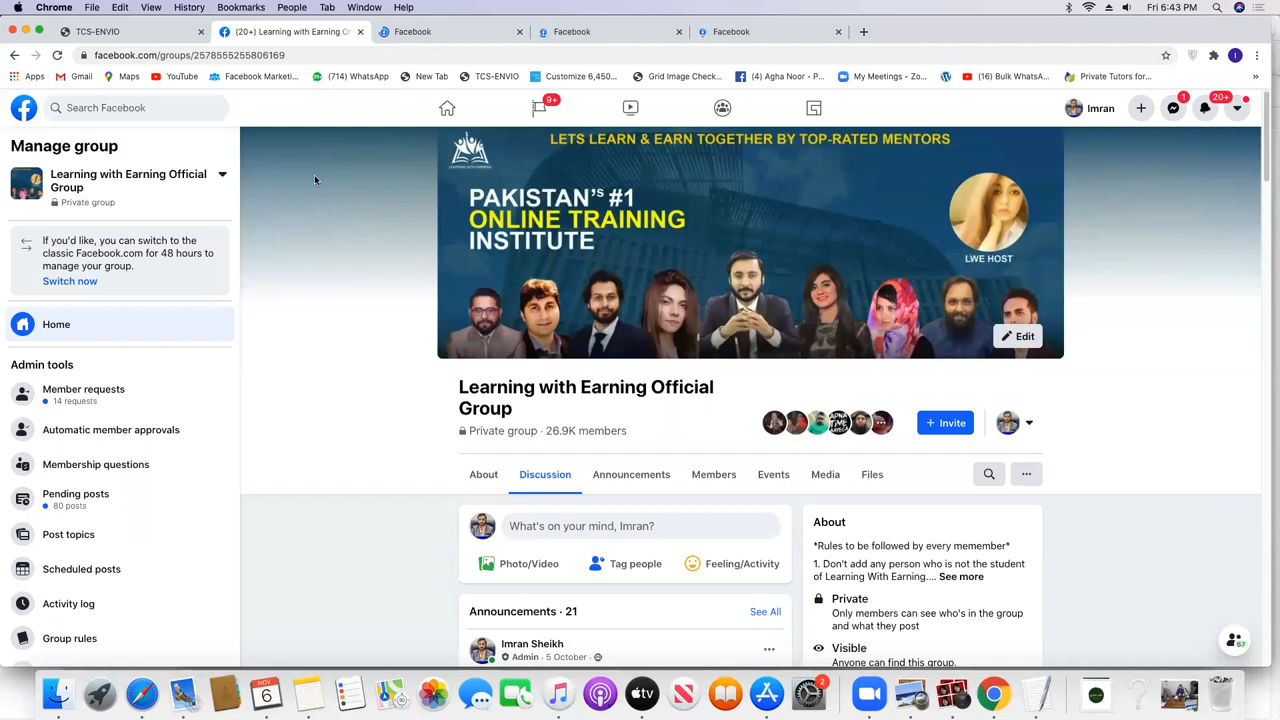 Chrome File Edit View History Bookmarks People Tab Window Help Fri 6:43 PM
TCS-ENVIO (20+) Learning with Earning O Facebook Facebook Facebook
facebook.com/groups/2578555255806169
Apps Gmail Maps YouTube Facebook Marketi... (714) WhatsApp New Tab TCS-ENVIO Customize 6,450... Grid Image Check... (4) Agha Noor - P... My Meetings - Zo... (16) Bulk WhatsA... Private Tutors for...
Search Facebook 9+ Imran 1 20+
Manage group
Learning with Earning Official
Group
Private group
If you'd like, you can switch to the
classic Facebook.com for 48 hours to
manage your group.
Switch now
Home
Admin tools
Member requests
14 requests
Automatic member approvals
Membership questions
Pending posts
80 posts
Post topics
Scheduled posts
Activity log
Group rules
LETS LEARN & EARN TOGETHER BY TOP-RATED MENTORS
PAKISTAN'S #1
ONLINE TRAINING
INSTITUTE
LWE HOST
Edit
Learning with Earning Official
Group
Private group · 26.9K members
+ Invite
About Discussion Announcements Members Events Media Files
What's on your mind, Imran?
Photo/Video Tag people Feeling/Activity
Announcements · 21 See All
Imran Sheikh
Admin · 5 October
About
*Rules to be followed by every memember*
1. Don't add any person who is not the student
of Learning With Earning.... See more
Private
Only members can see who's in the group
and what they post
Visible
Anyone can find this group.
67
NOV
6
tv
2